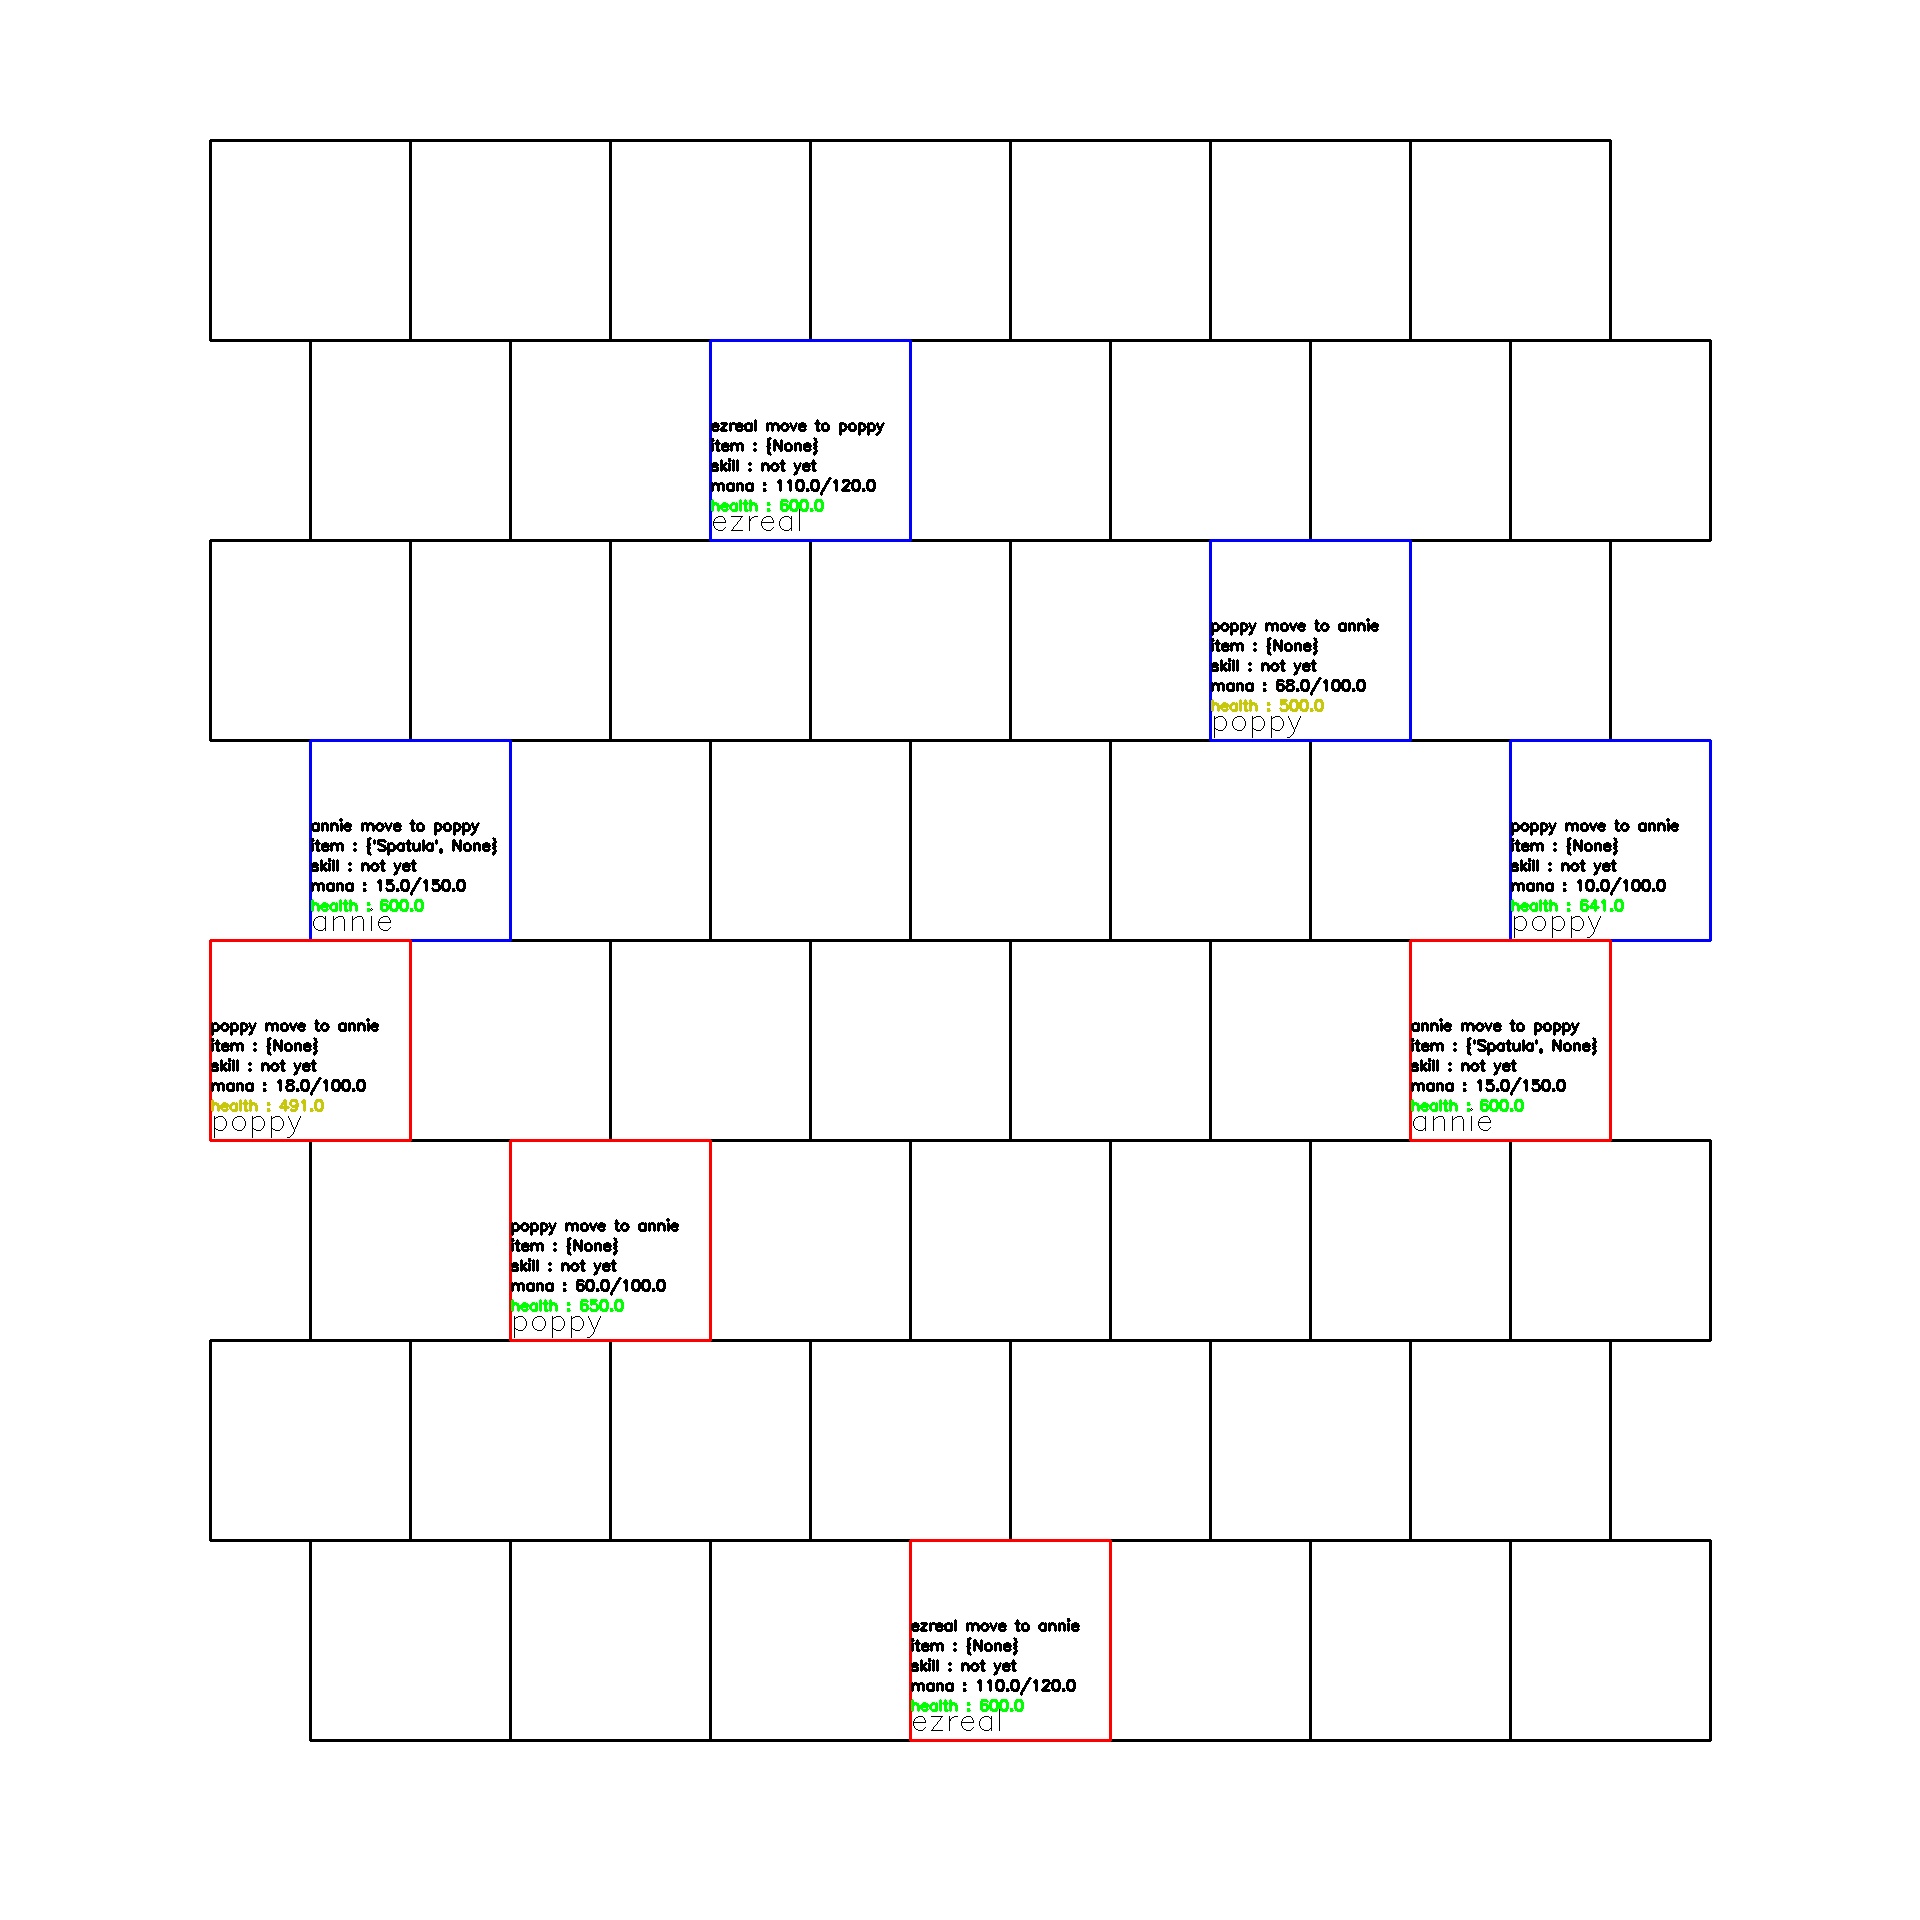 ezreal move to poppy
item : {None}
skill : not yet
mana : 110.0/120.0
health : 600.0
ezreal
poppy move to annie
item : {None}
skill : not yet
mana : 68.0/100.0
health : 500.0
poppy
annie move to poppy
item : {'Spatula', None}
skill : not yet
mana : 15.0/150.0
health : 600.0
annie
poppy move to annie
item : {None}
skill : not yet
mana : 10.0/100.0
health : 641.0
poppy
poppy move to annie
item : {None}
skill : not yet
mana : 18.0/100.0
health : 491.0
poppy
annie move to poppy
item : {'Spatula', None}
skill : not yet
mana : 15.0/150.0
health : 600.0
annie
poppy move to annie
item : {None}
skill : not yet
mana : 60.0/100.0
health : 650.0
poppy
ezreal move to annie
item : {None}
skill : not yet
mana : 110.0/120.0
health : 600.0
ezreal